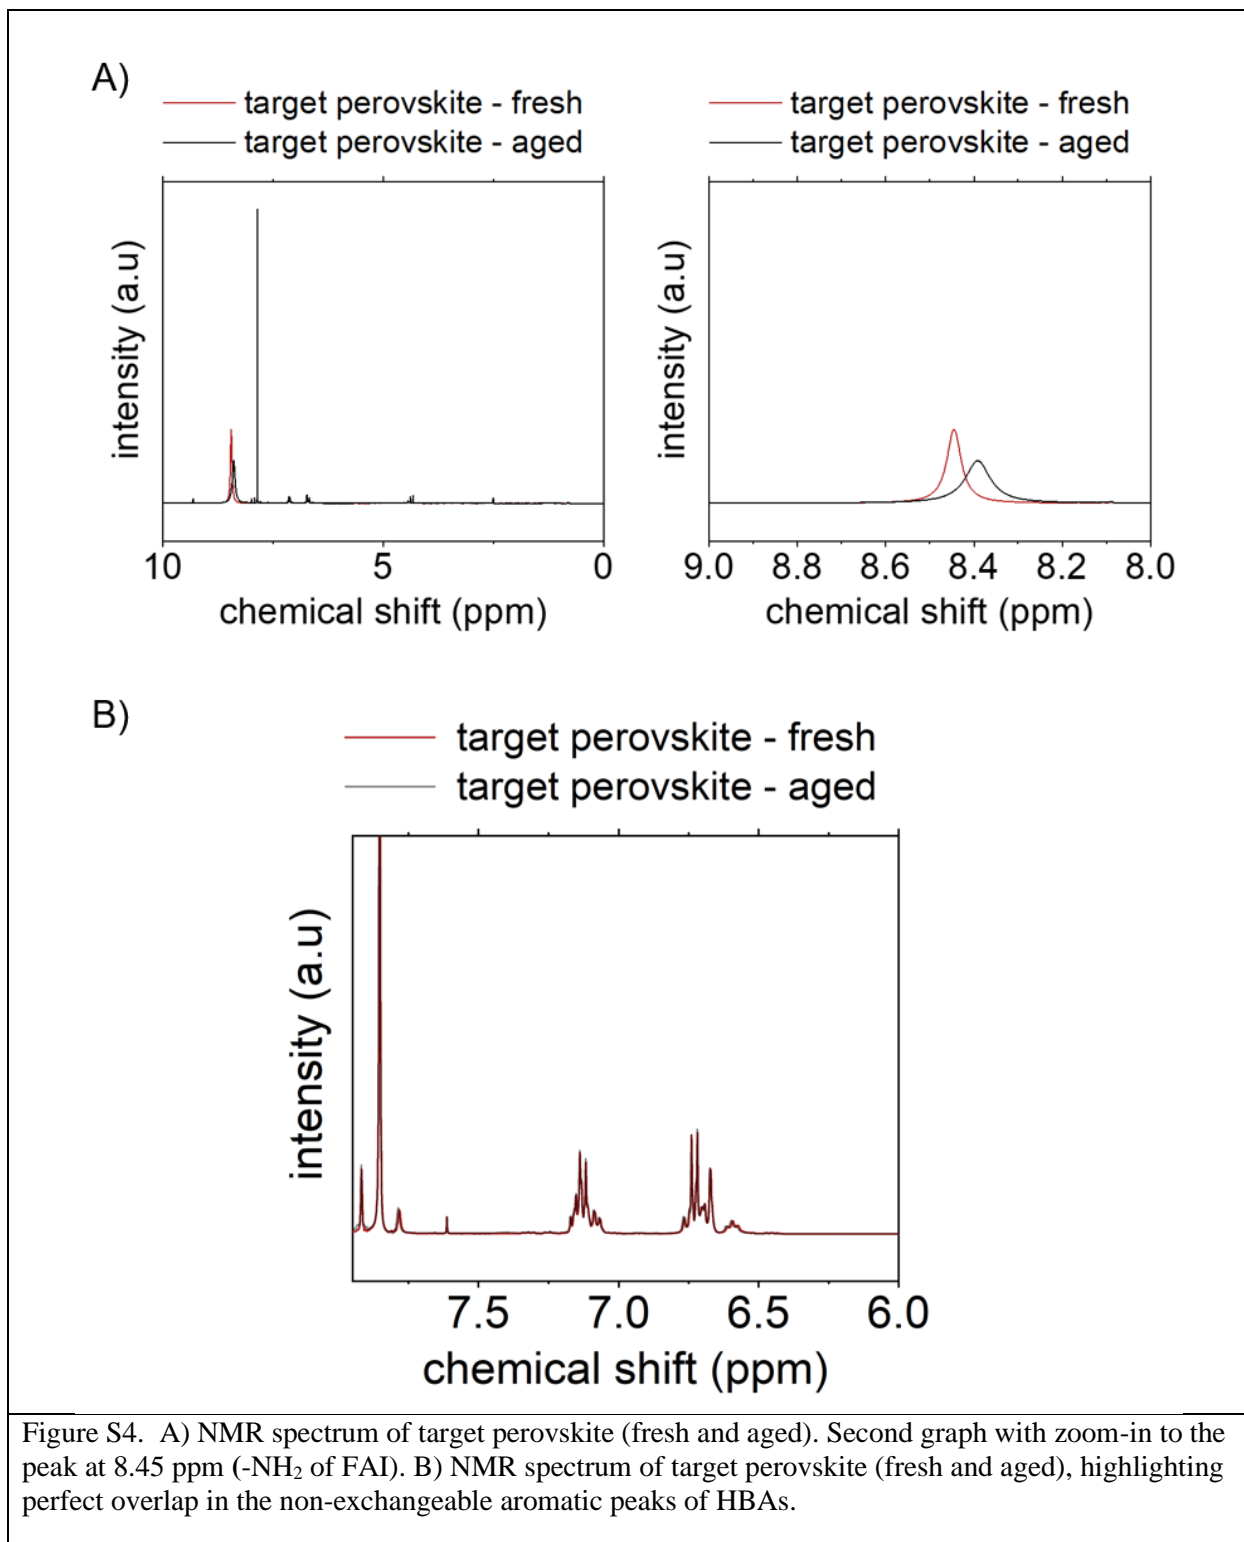 A)
target perovskite - fresh
target perovskite - aged
target perovskite - fresh
target perovskite - aged
intensity (a.u)
10 5 0
chemical shift (ppm)
intensity (a.u)
9.0 8.8 8.6 8.4 8.2 8.0
chemical shift (ppm)
B)
target perovskite - fresh
target perovskite - aged
intensity (a.u)
7.5 7.0 6.5 6.0
chemical shift (ppm)
Figure S4. A) NMR spectrum of target perovskite (fresh and aged). Second graph with zoom-in to the
peak at 8.45 ppm (-NH₂ of FAI). B) NMR spectrum of target perovskite (fresh and aged), highlighting
perfect overlap in the non-exchangeable aromatic peaks of HBAs.